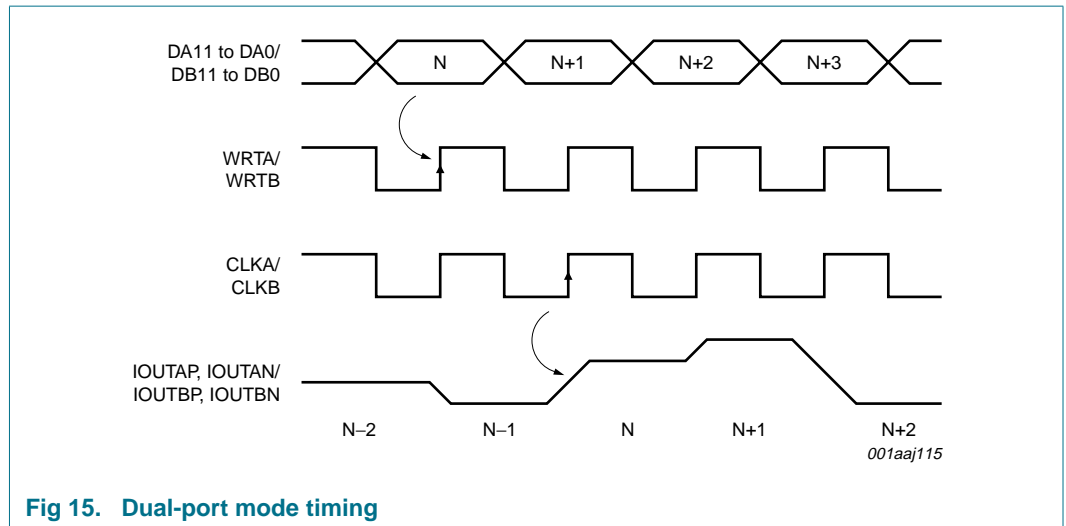 DA11 to DA0/
DB11 to DB0
N
N+1
N+2
N+3
WRTA/
WRTB
CLKA/
CLKB
IOUTAP, IOUTAN/
IOUTBP, IOUTBN
N−2
N−1
N
N+1
N+2
001aaj115
Fig 15. Dual-port mode timing